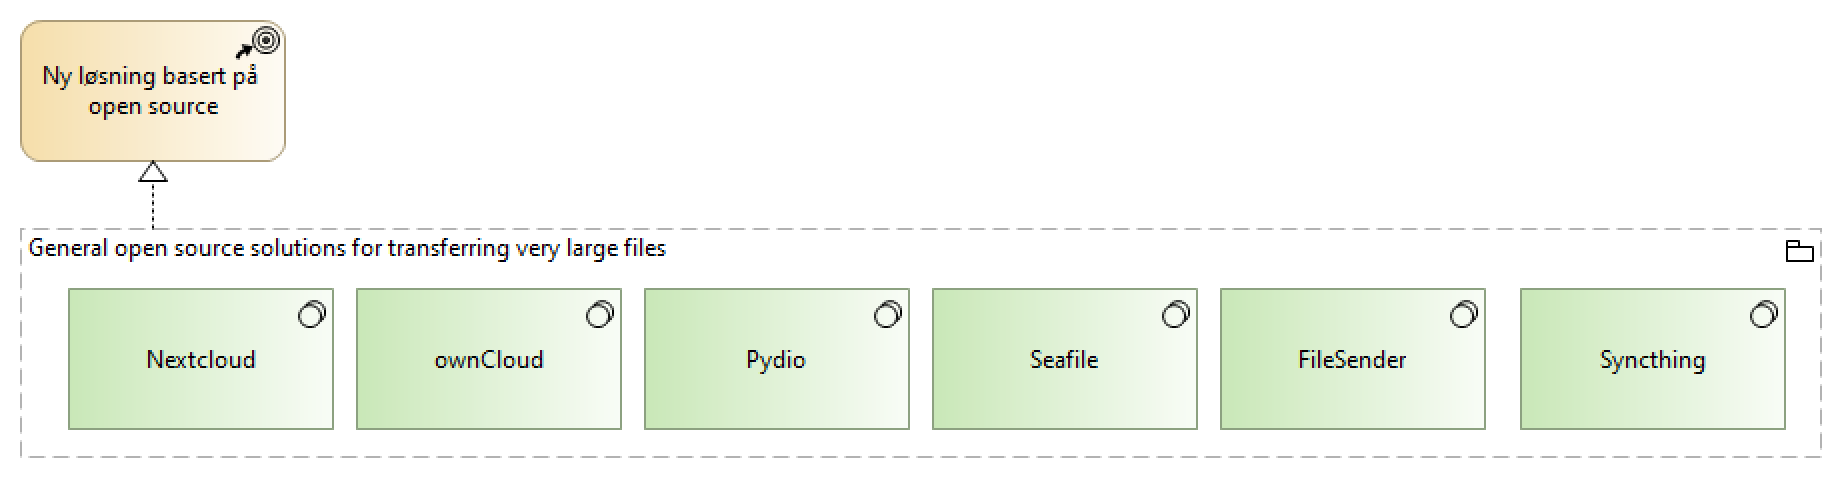 Ny løsning basert på
open source
General open source solutions for transferring very large files
Nextcloud
ownCloud
Pydio
Seafile
FileSender
Syncthing